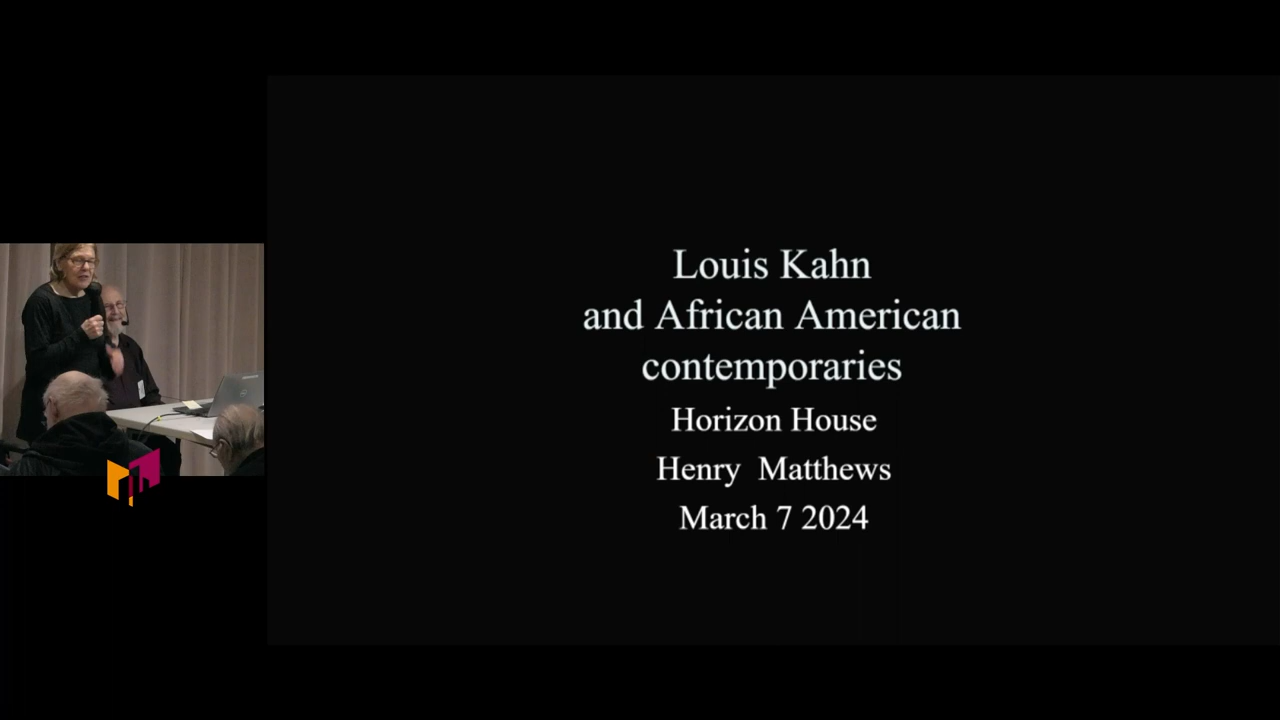 Louis Kahn
and African American
contemporaries
Horizon House
Henry Matthews
March 7 2024